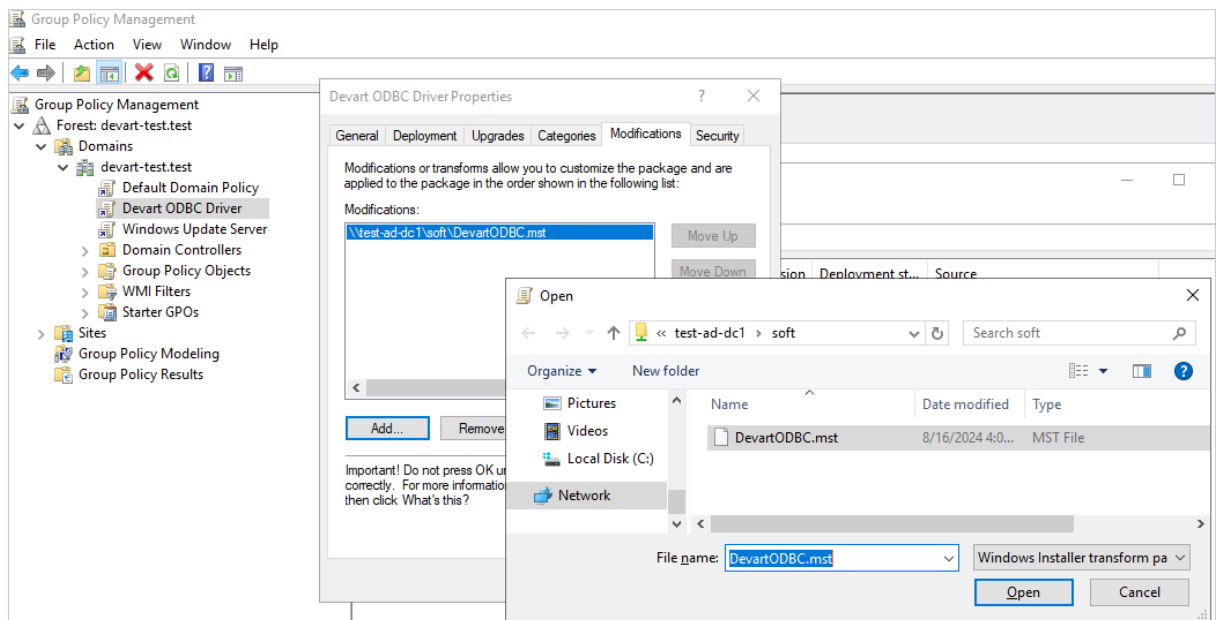 Group Policy Management
File Action View Window Help
Group Policy Management
Forest: devart-test.test
Domains
devart-test.test
Default Domain Policy
Devart ODBC Driver
Windows Update Server
Domain Controllers
Group Policy Objects
WMI Filters
Starter GPOs
Sites
Group Policy Modeling
Group Policy Results
Devart ODBC Driver Properties
General Deployment Upgrades Categories Modifications Security
Modifications or transforms allow you to customize the package and are
applied to the package in the order shown in the following list:
Modifications:
\\test-ad-dc1\soft\DevartODBC.mst
Move Up
Move Down
Add... Remove
Important! Do not press OK
correctly. For more
then click What's this?
Deployment st... Source
Open
« test-ad-dc1 > soft
Search soft
Organize New folder
Pictures
Videos
Local Disk (C:)
Network
Name Date modified Type
DevartODBC.mst 8/16/2024 4:0... MST File
File name: DevartODBC.mst
Windows Installer transform pa
Open Cancel